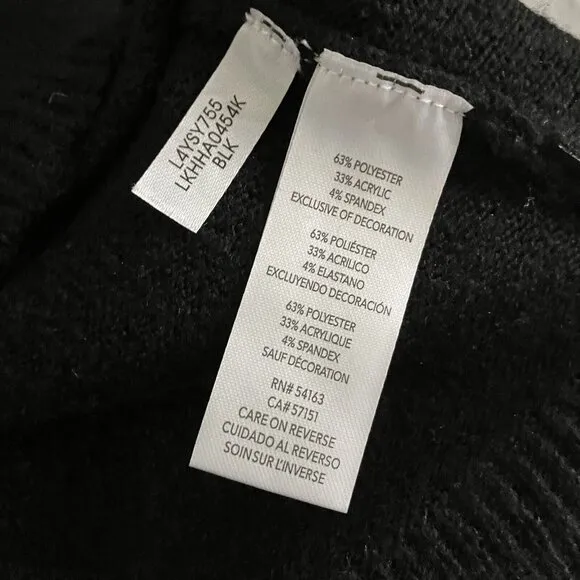 L4YSY755
LKHHA0454K
BLK
63% POLYESTER
33% ACRYLIC
4% SPANDEX
EXCLUSIVE OF DECORATION
63% POLIÉSTER
33% ACRILICO
4% ELASTANO
EXCLUYENDO DECORACIÓN
63% POLYESTER
33% ACRYLIQUE
4% SPANDEX
SAUF DÉCORATION
RN# 54163
CA# 57151
CARE ON REVERSE
CUIDADO AL REVERSO
SOIN SUR L'INVERSE